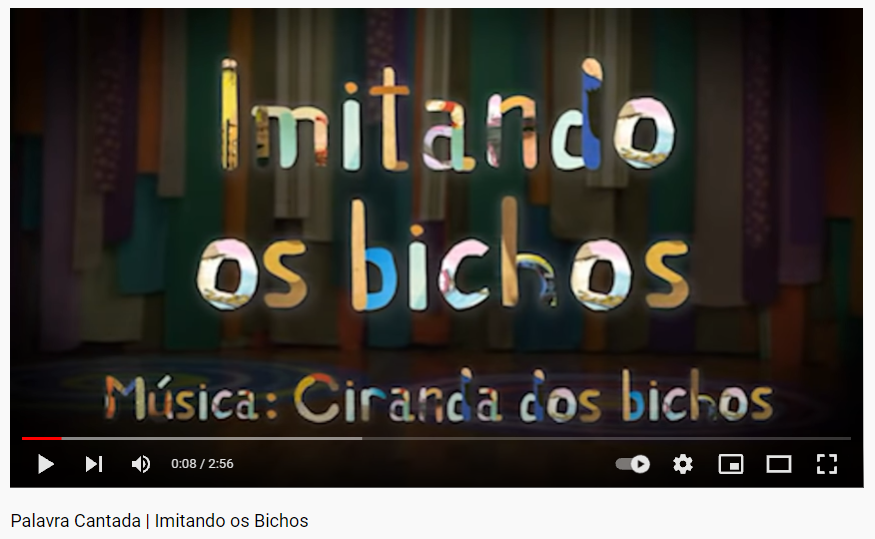 Imitando
os bichos
Música: Ciranda dos bichos
0:08 / 2:56
Palavra Cantada | Imitando os Bichos